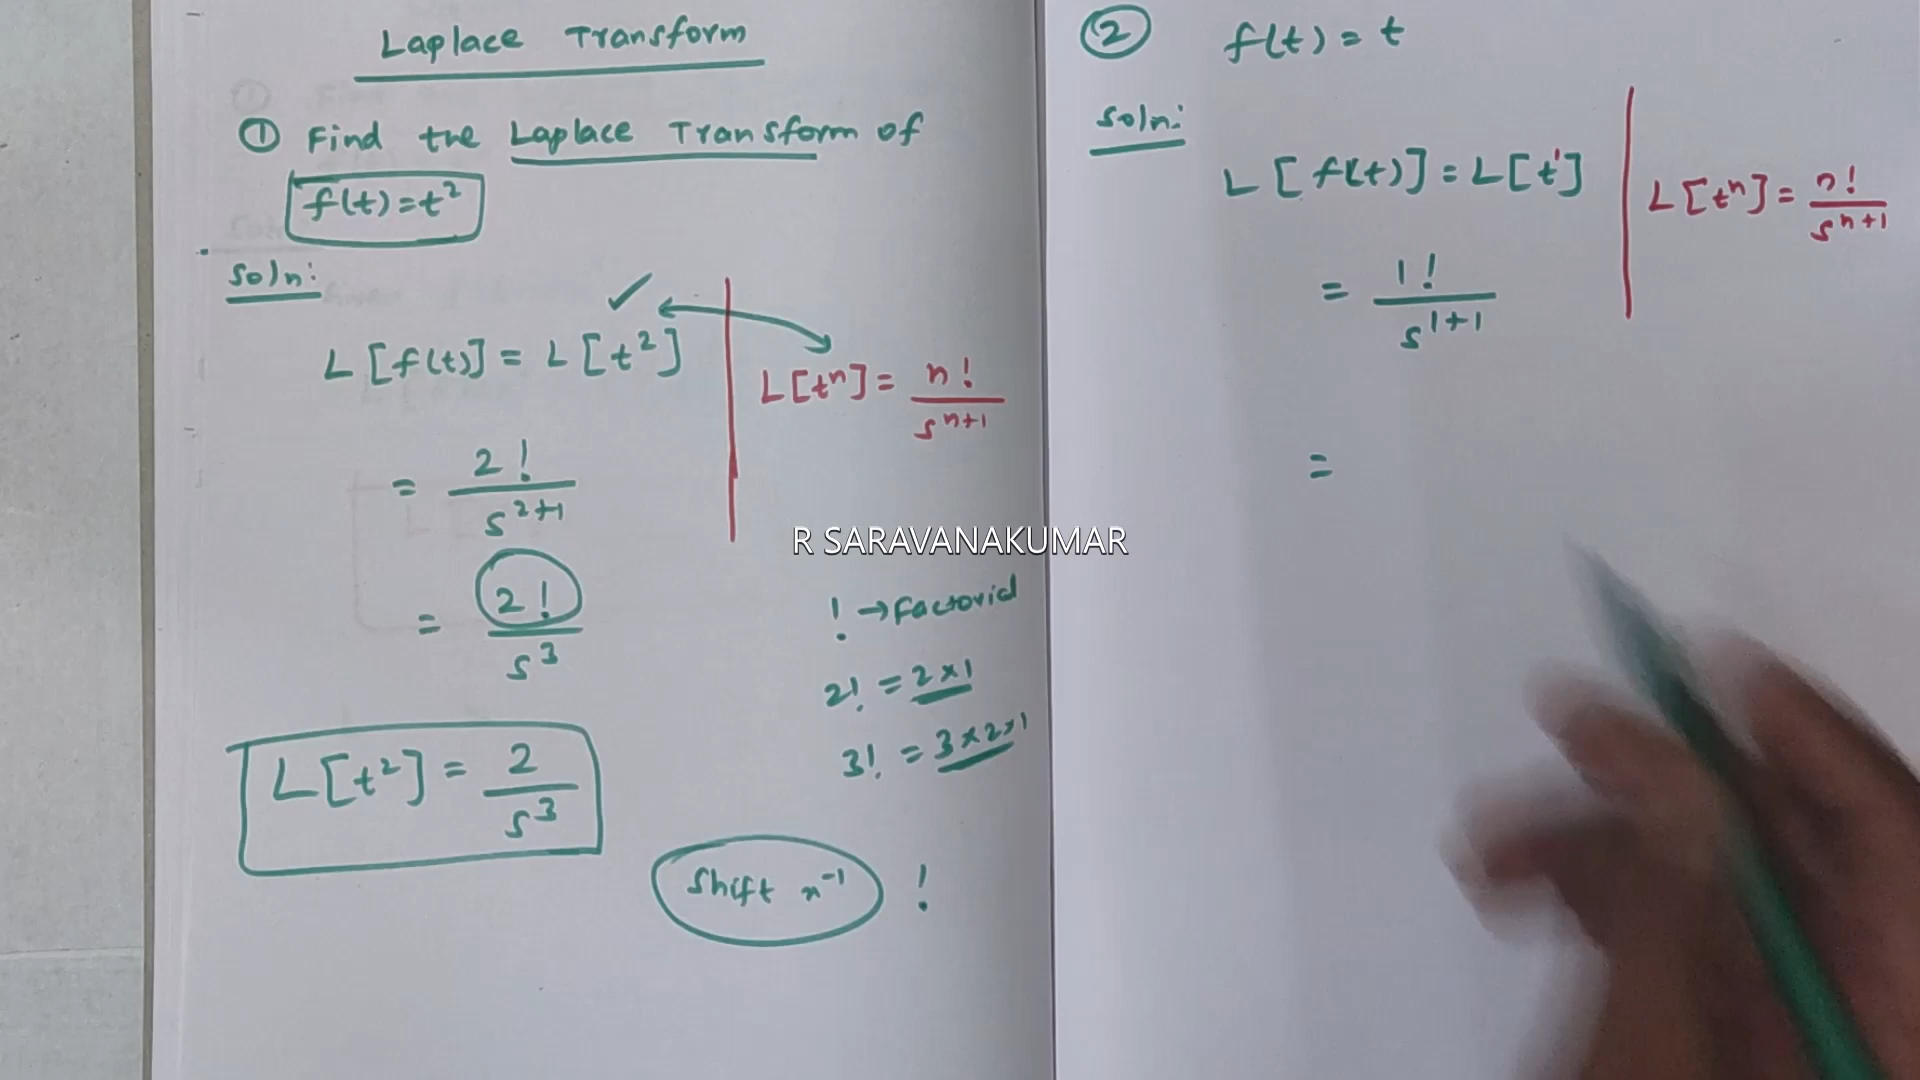 Laplace Transform
① Find the Laplace Transform of
f(t)=t²
Soln:
L[f(t)] = L[t²]
L[tⁿ] = n!/sⁿ⁺¹
= 2!/s²⁺¹
= 2!/s³
! → Factorial
2! = 2×1
3! = 3×2×1
L[t²] = 2/s³
Shift x⁻¹ !
② f(t) = t
Soln:
L[f(t)] = L[t¹]
L[tⁿ] = n!/sⁿ⁺¹
= 1!/s¹⁺¹
=
R SARAVANAKUMAR